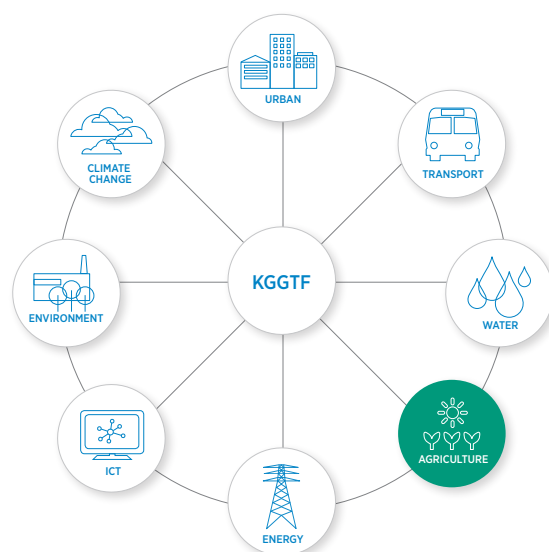 URBAN
TRANSPORT
CLIMATE
CHANGE
KGGTF
WATER
ENVIRONMENT
AGRICULTURE
ICT
ENERGY